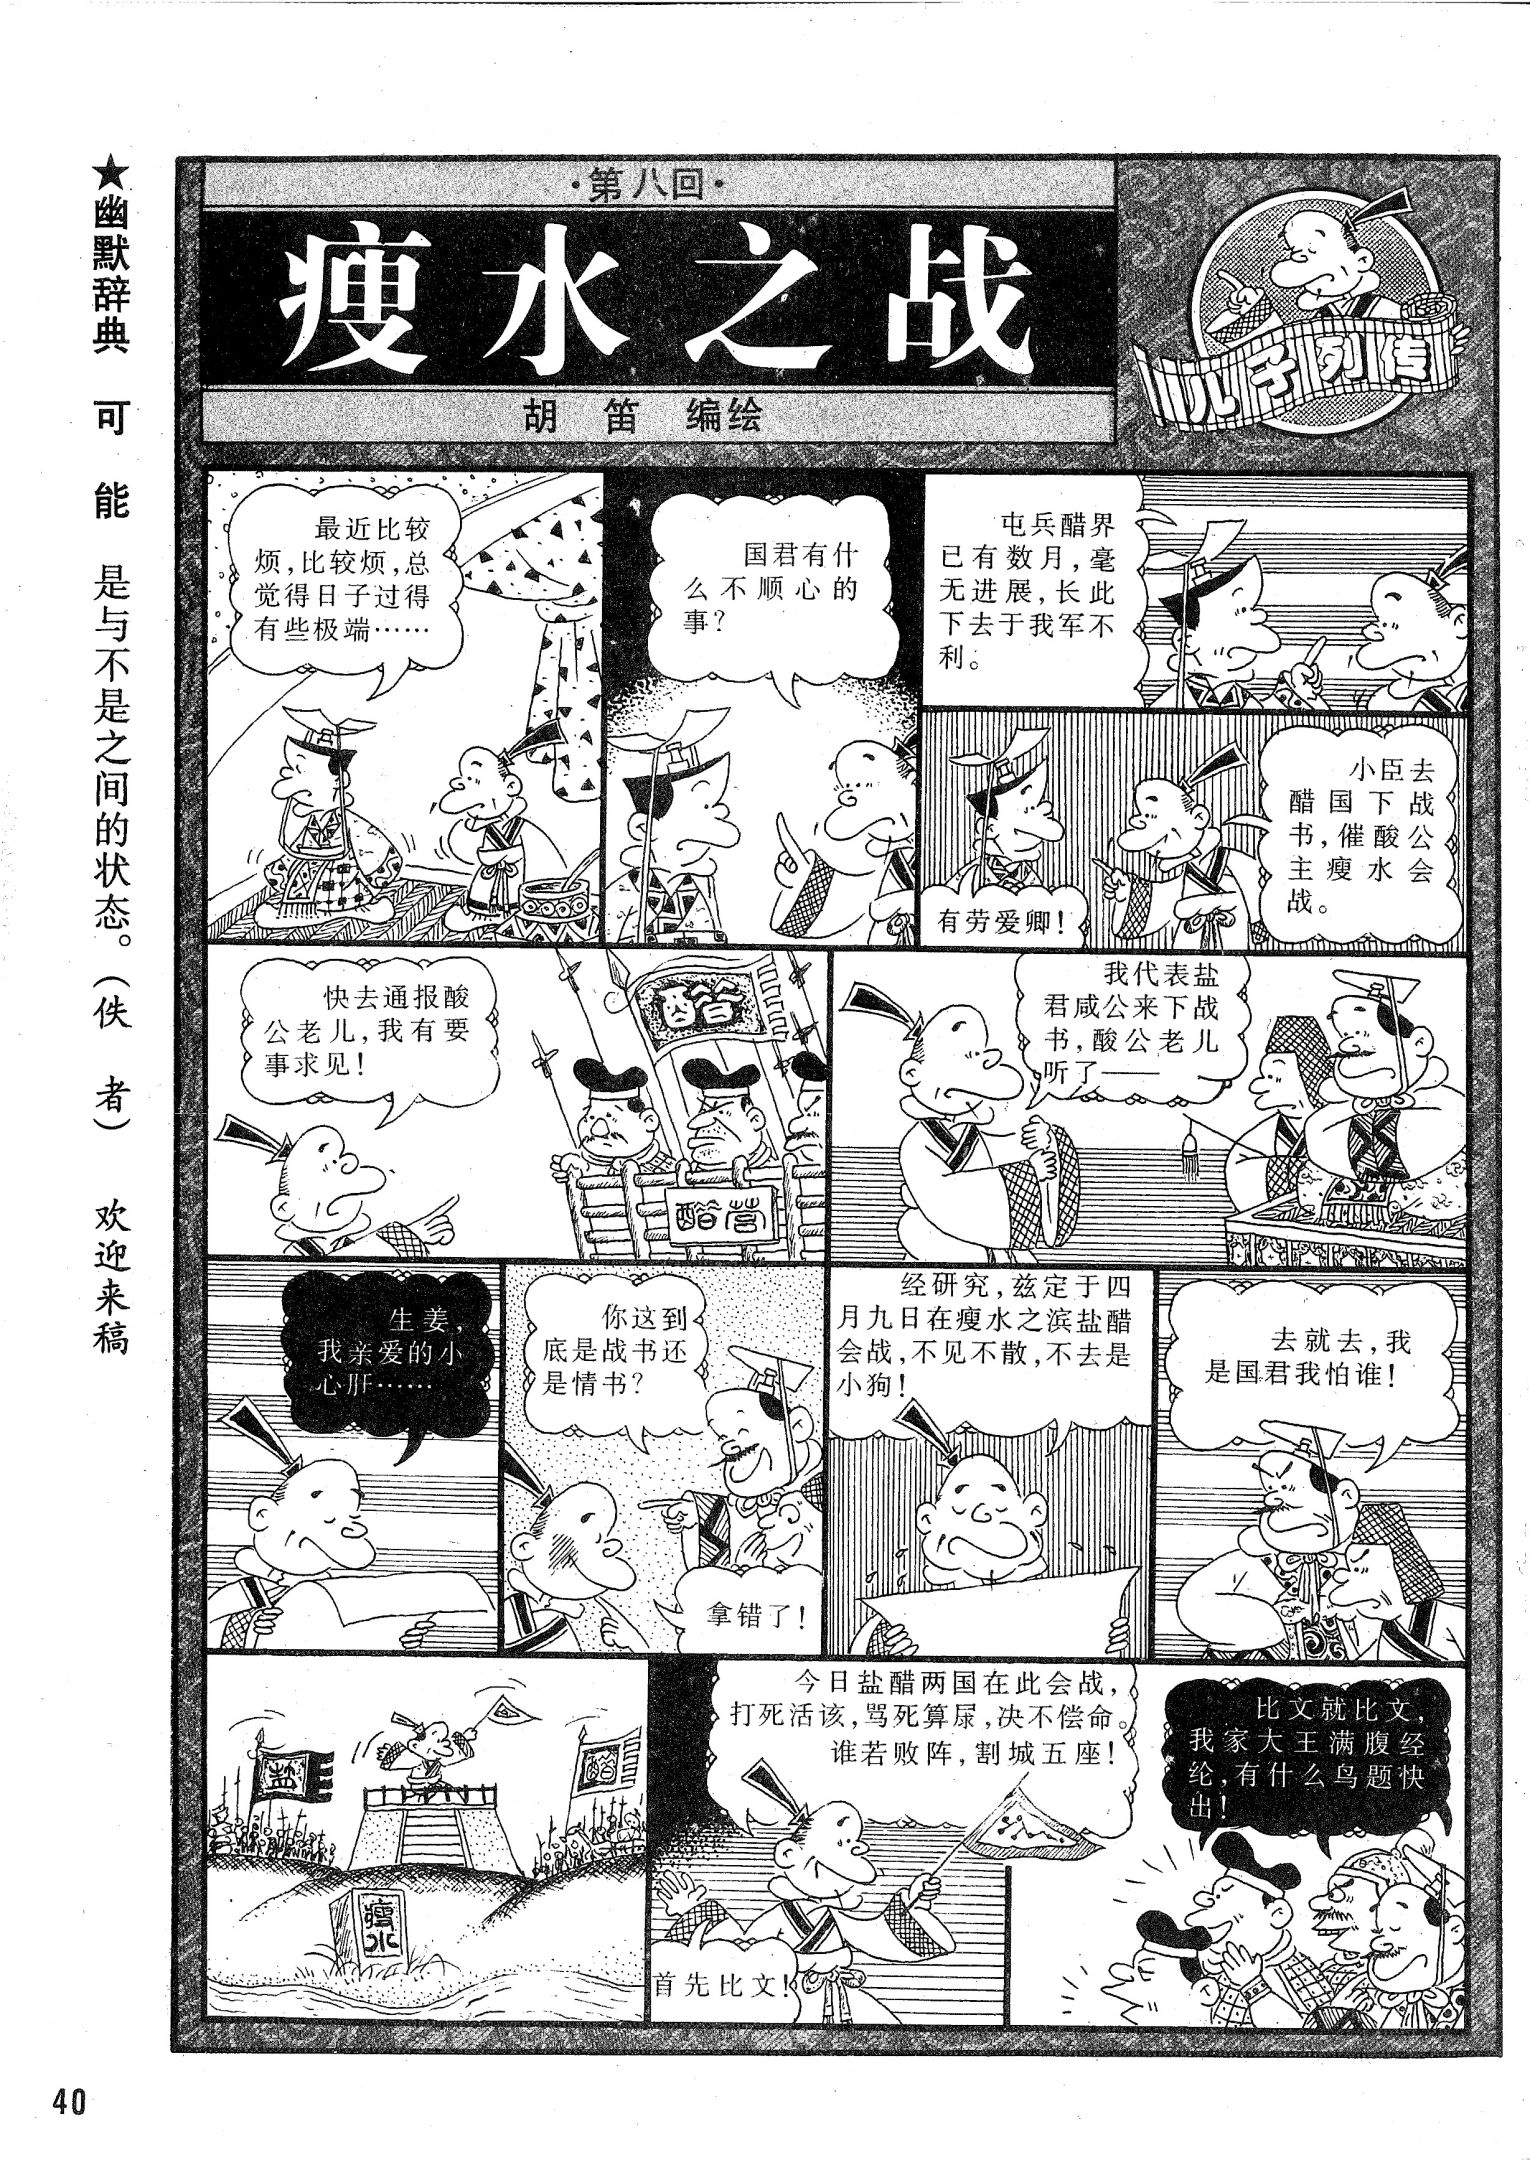 ·第八回·
瘦水之战
胡笛 编绘
儿子列传
★幽默辞典 可能 是与不是之间的状态。（佚 者） 欢迎来稿
最近比较
烦,比较烦,总
觉得日子过得
有些极端……
国君有什
么不顺心的
事?
屯兵醋界
已有数月,毫
无进展,长此
下去于我军不
利。
小臣去
醋国下战
书,催酸公
主瘦水会
战。
有劳爱卿!
快去通报酸
公老儿,我有要
事求见!
醋
醋营
我代表盐
君咸公来下战
书,酸公老儿
听了——
生姜,
我亲爱的小
心肝……
你这到
底是战书还
是情书?
拿错了!
经研究,兹定于四
月九日在瘦水之滨盐醋
会战,不见不散,不去是
小狗!
去就去,我
是国君我怕谁!
盐
醋
瘦
水
今日盐醋两国在此会战,
打死活该,骂死算屎,决不偿命。
谁若败阵,割城五座!
首先比文!
比文就比文,
我家大王满腹经
纶,有什么鸟题快
出!
40